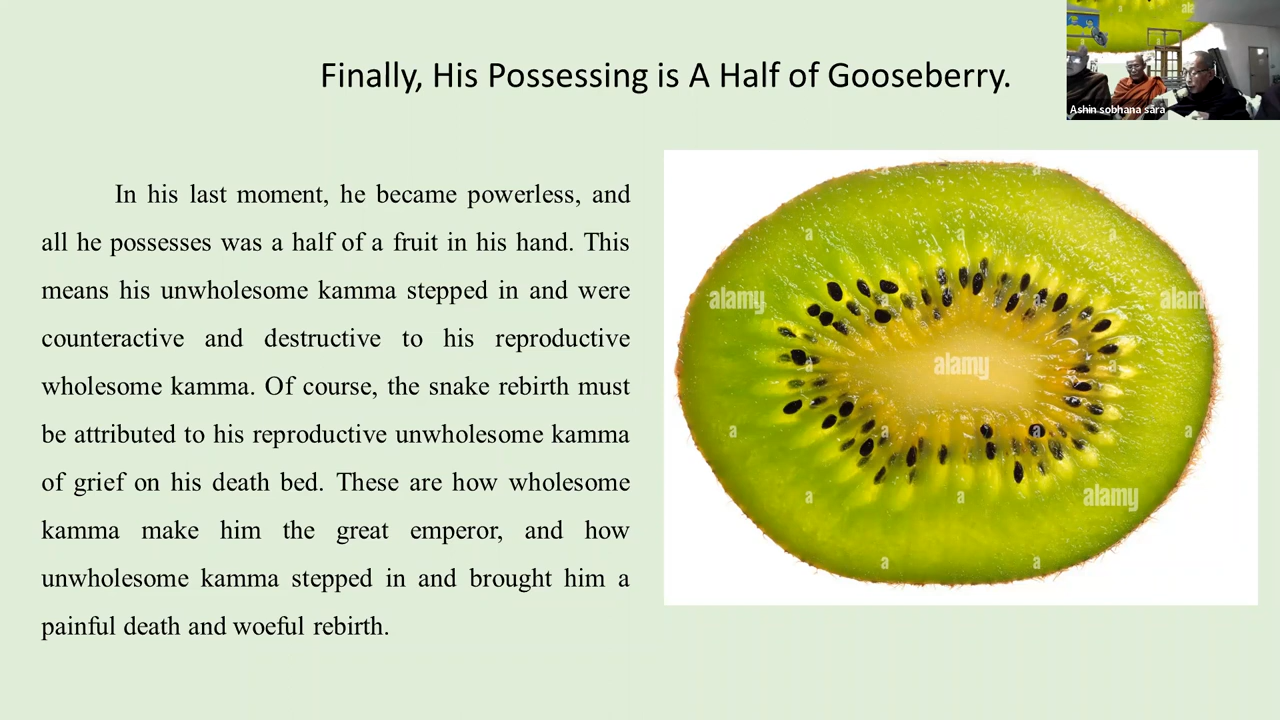 Finally, His Possessing is A Half of Gooseberry.
Ashin sobhana sara
In his last moment, he became powerless, and
all he possesses was a half of a fruit in his hand. This
means his unwholesome kamma stepped in and were
counteractive and destructive to his reproductive
wholesome kamma. Of course, the snake rebirth must
be attributed to his reproductive unwholesome kamma
of grief on his death bed. These are how wholesome
kamma make him the great emperor, and how
unwholesome kamma stepped in and brought him a
painful death and woeful rebirth.
a a a
alamy alamy
a alamy a
a a a
a a alamy
a a